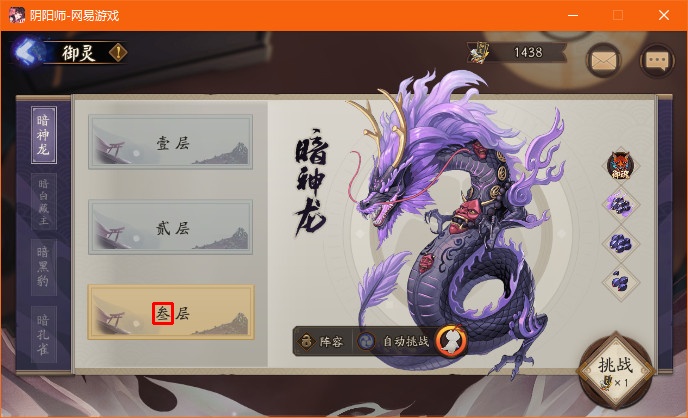 阴阳师-网易游戏
御灵
1438
暗神龙
暗白藏主
暗黑豹
暗孔雀
壹层
贰层
叁层
暗神龙
御魂
阵容
自动挑战
挑战
×1